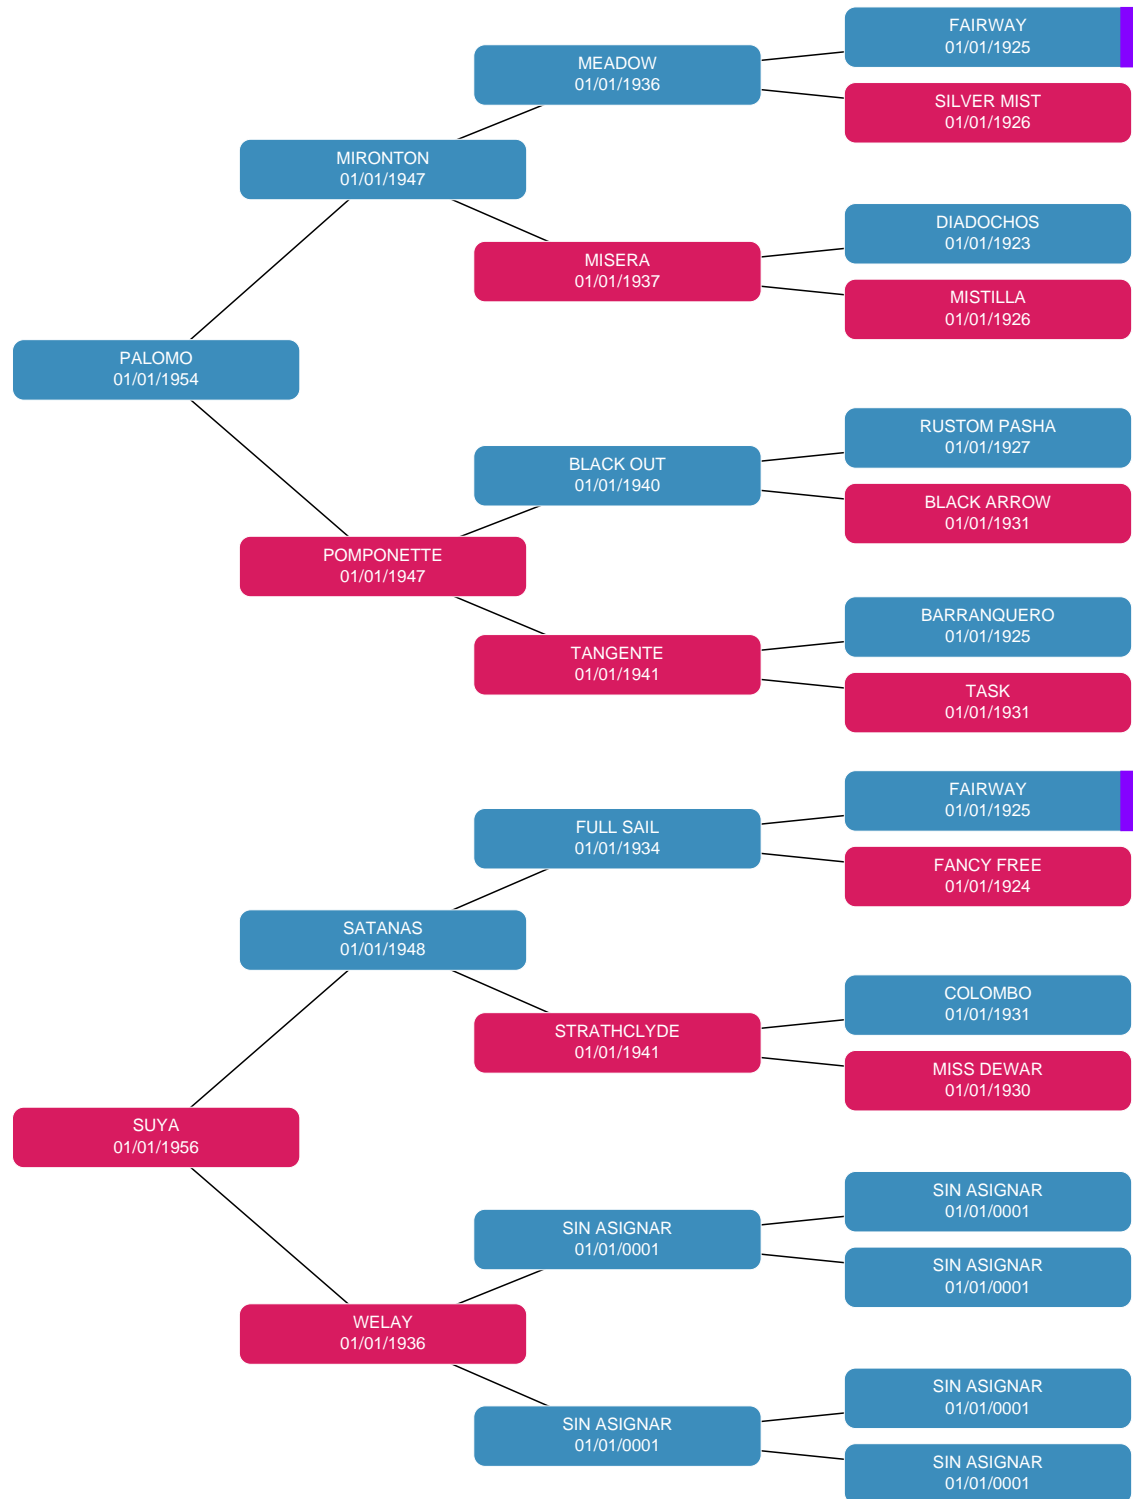 FAIRWAY
01/01/1925
MEADOW
01/01/1936
SILVER MIST
01/01/1926
MIRONTON
01/01/1947
DIADOCHOS
01/01/1923
MISERA
01/01/1937
MISTILLA
01/01/1926
PALOMO
01/01/1954
RUSTOM PASHA
01/01/1927
BLACK OUT
01/01/1940
BLACK ARROW
01/01/1931
POMPONETTE
01/01/1947
BARRANQUERO
01/01/1925
TANGENTE
01/01/1941
TASK
01/01/1931
FAIRWAY
01/01/1925
FULL SAIL
01/01/1934
FANCY FREE
01/01/1924
SATANAS
01/01/1948
COLOMBO
01/01/1931
STRATHCLYDE
01/01/1941
MISS DEWAR
01/01/1930
SUYA
01/01/1956
SIN ASIGNAR
01/01/0001
SIN ASIGNAR
01/01/0001
SIN ASIGNAR
01/01/0001
WELAY
01/01/1936
SIN ASIGNAR
01/01/0001
SIN ASIGNAR
01/01/0001
SIN ASIGNAR
01/01/0001